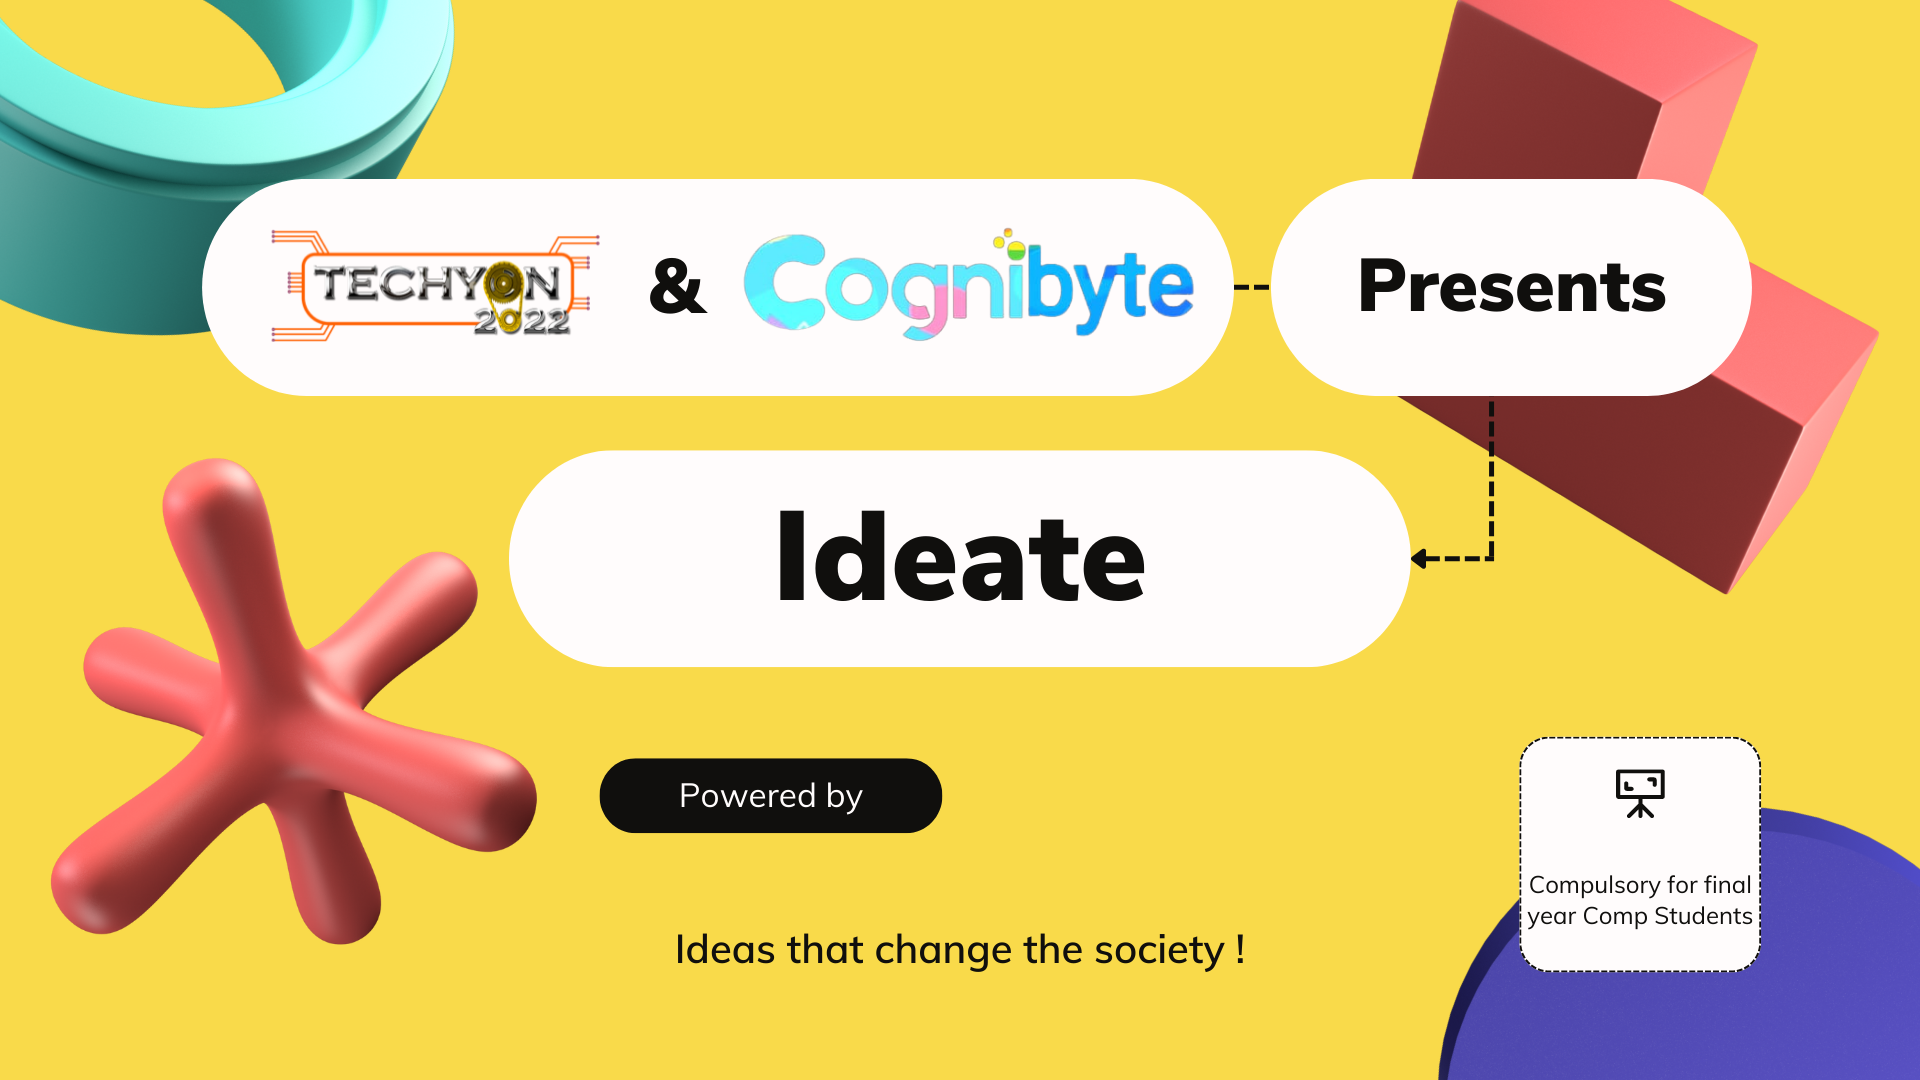 TECHYON
2022
&
Cognibyte
Presents
Ideate
Powered by
Ideas that change the society !
Compulsory for final
year Comp Students